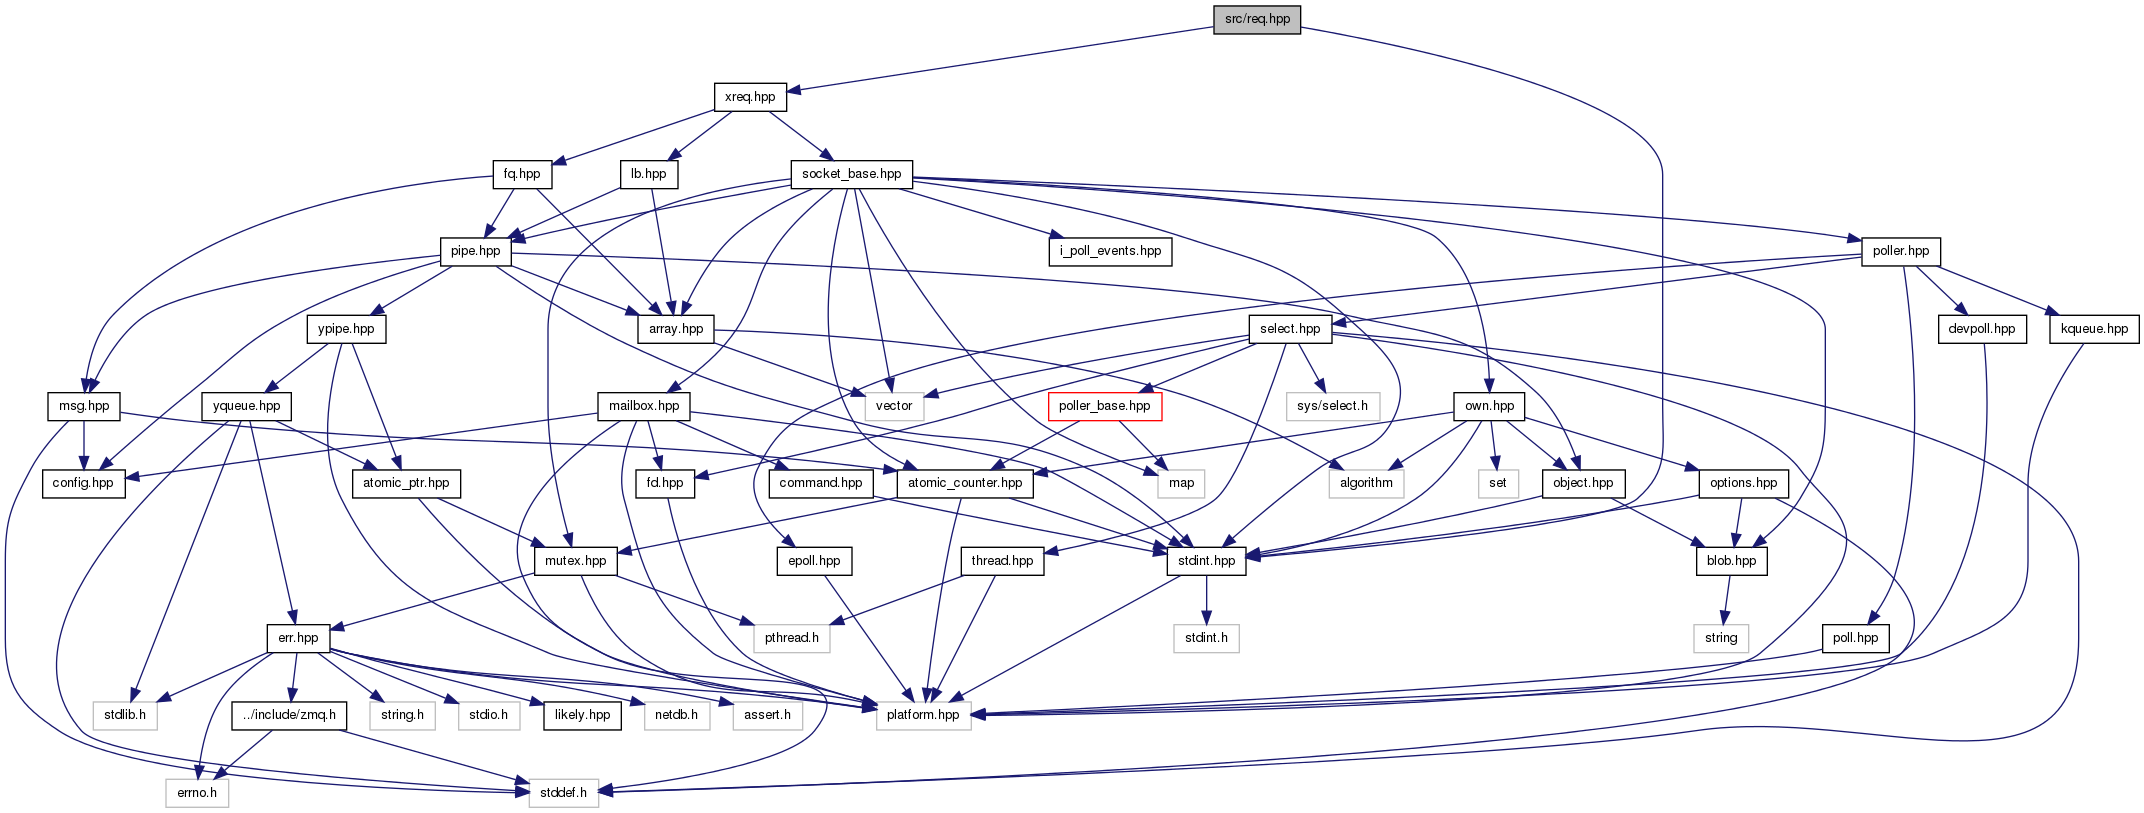 src/req.hpp
xreq.hpp
fq.hpp
lb.hpp
socket_base.hpp
pipe.hpp
i_poll_events.hpp
poller.hpp
ypipe.hpp
array.hpp
select.hpp
devpoll.hpp
kqueue.hpp
msg.hpp
yqueue.hpp
mailbox.hpp
vector
poller_base.hpp
sys/select.h
own.hpp
config.hpp
atomic_ptr.hpp
fd.hpp
command.hpp
atomic_counter.hpp
map
algorithm
set
object.hpp
options.hpp
mutex.hpp
epoll.hpp
thread.hpp
stdint.hpp
blob.hpp
err.hpp
pthread.h
stdint.h
string
poll.hpp
stdlib.h
../include/zmq.h
string.h
stdio.h
likely.hpp
netdb.h
assert.h
platform.hpp
errno.h
stddef.h